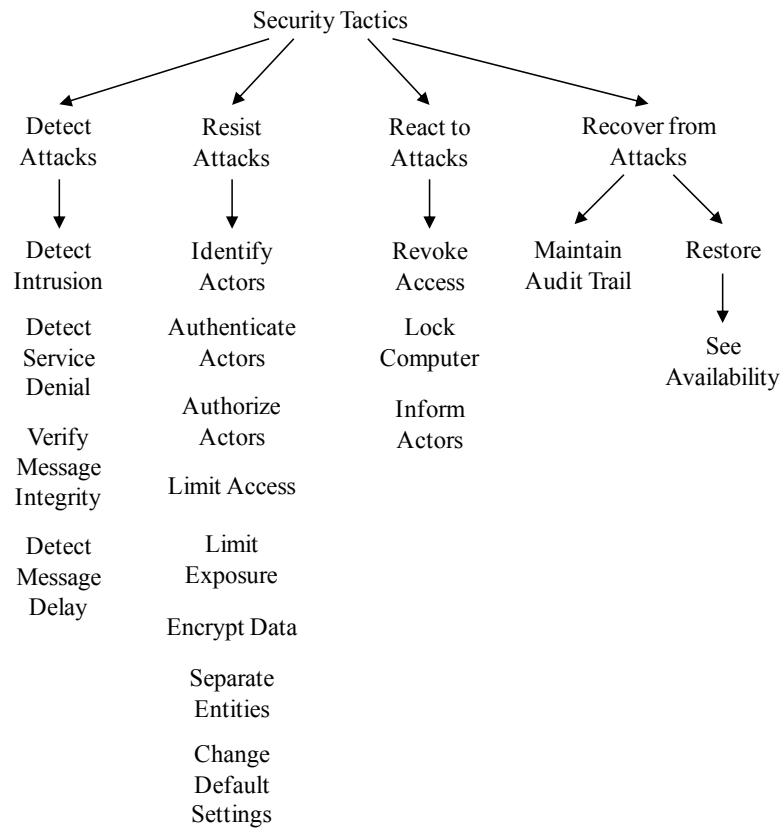 Security Tactics
Detect
Attacks
Resist
Attacks
React to
Attacks
Recover from
Attacks
Detect
Intrusion
Detect
Service
Denial
Verify
Message
Integrity
Detect
Message
Delay
Identify
Actors
Authenticate
Actors
Authorize
Actors
Limit Access
Limit
Exposure
Encrypt Data
Separate
Entities
Change
Default
Settings
Revoke
Access
Lock
Computer
Inform
Actors
Maintain
Audit Trail
Restore
See
Availability